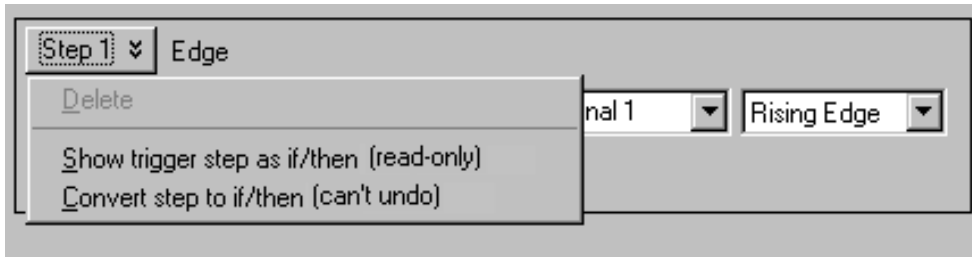 Step 1 Edge
Delete
nal 1 Rising Edge
Show trigger step as if/then (read-only)
Convert step to if/then (can't undo)